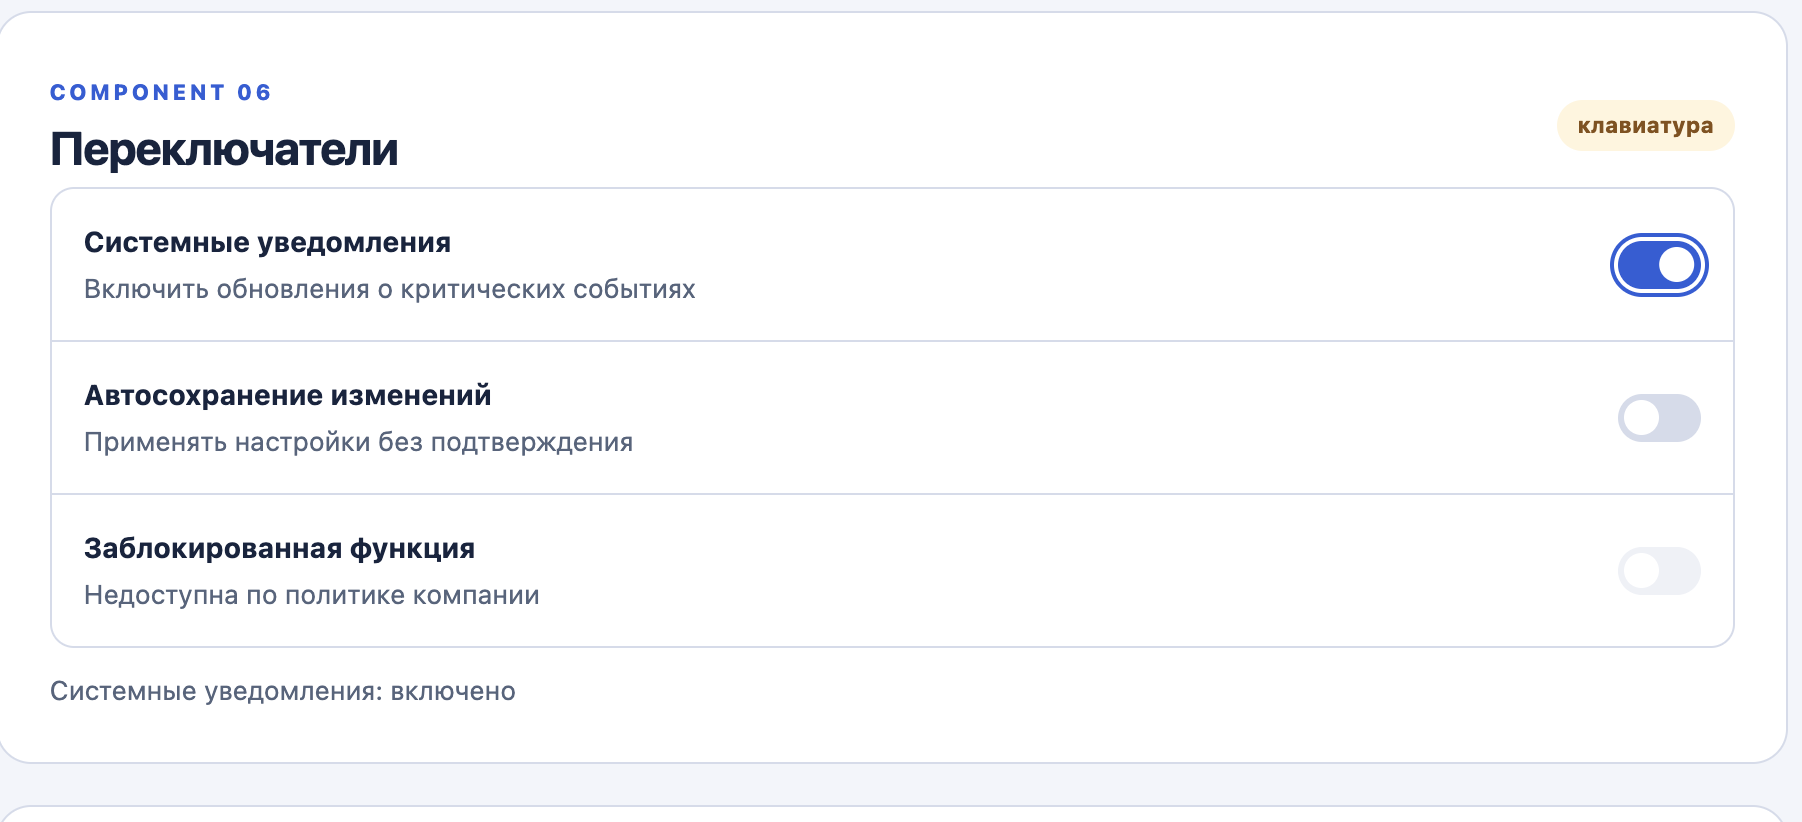 COMPONENT 06
Переключатели
клавиатура
Системные уведомления
Включить обновления о критических событиях
Автосохранение изменений
Применять настройки без подтверждения
Заблокированная функция
Недоступна по политике компании
Системные уведомления: включено